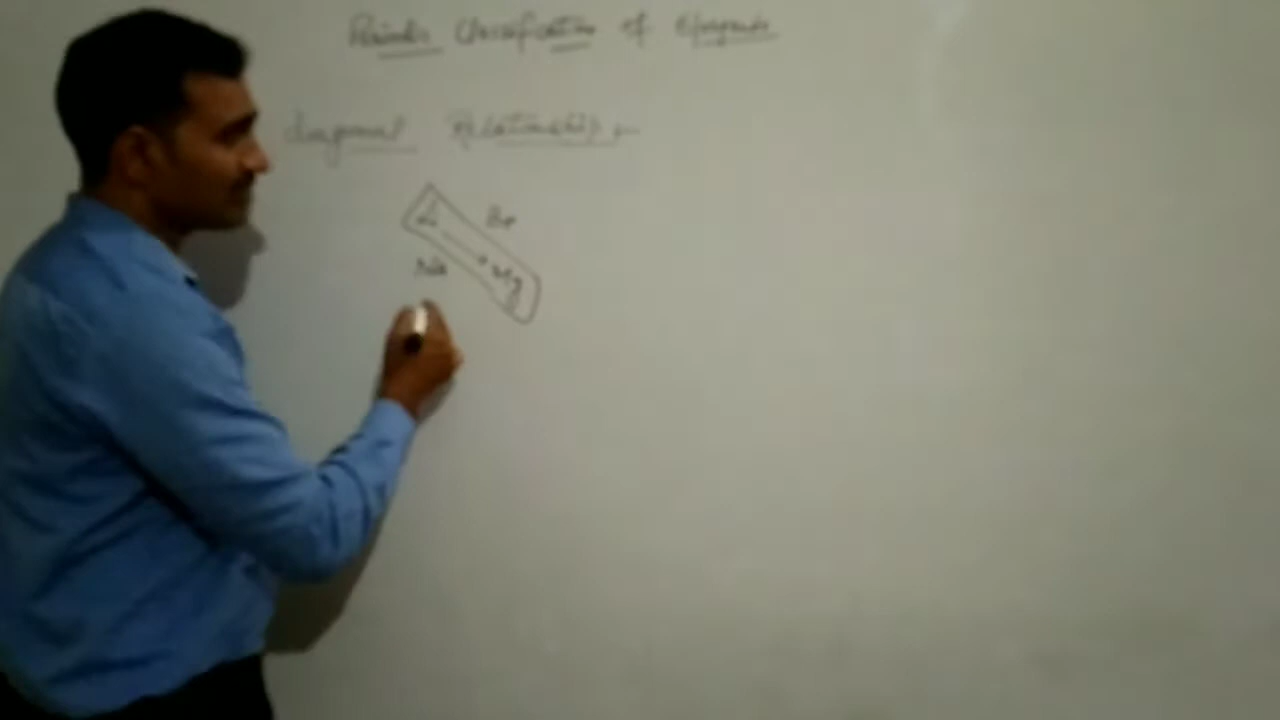 Periodic Classification of Elements
diagonal Relationship :-
Li Be
Na Mg